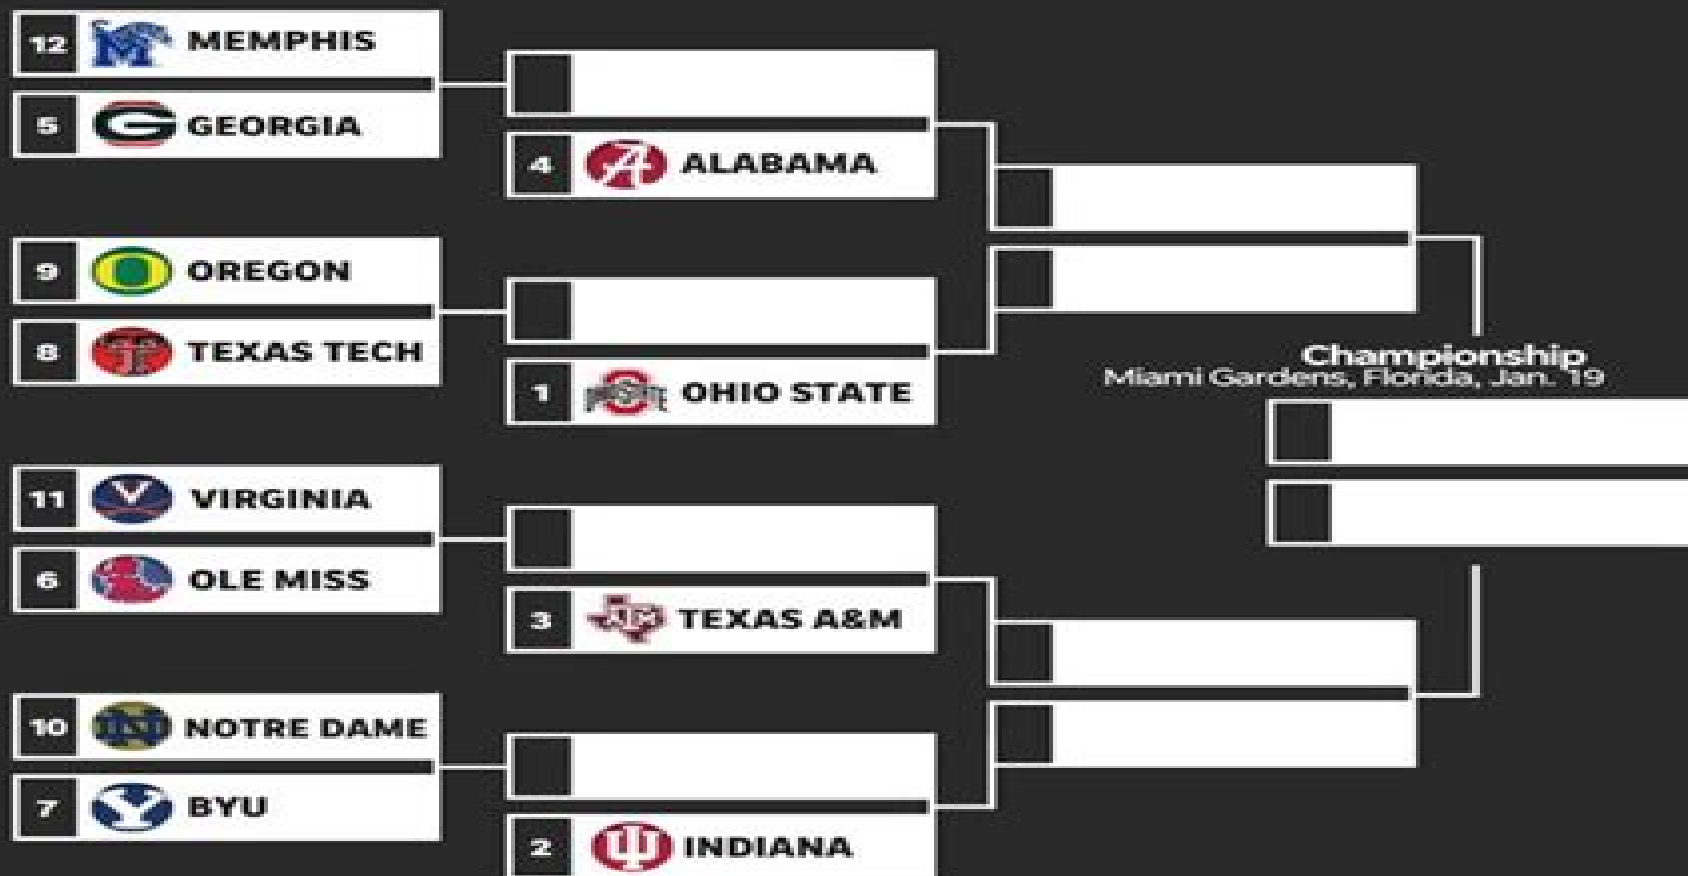 12 MEMPHIS
5 GEORGIA
4 ALABAMA
9 OREGON
8 TEXAS TECH
1 OHIO STATE
Championship
Miami Gardens, Florida, Jan. 19
11 VIRGINIA
6 OLE MISS
3 TEXAS A&M
10 NOTRE DAME
7 BYU
2 INDIANA